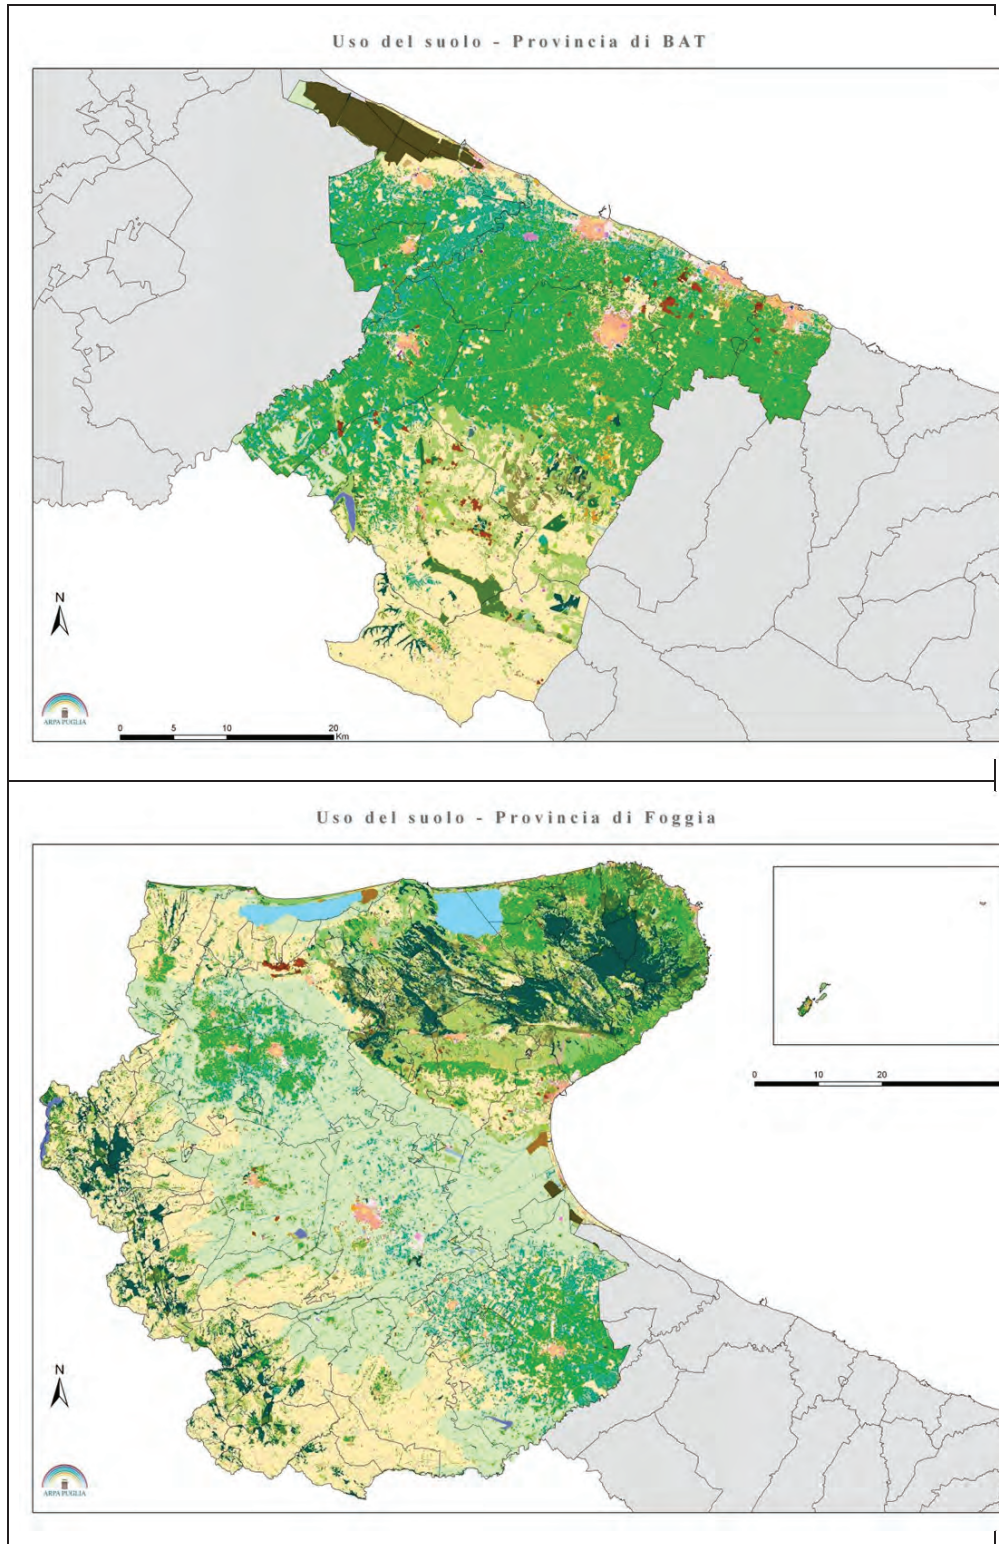 Uso del suolo - Provincia di BAT
N
ARPA PUGLIA
0 5 10 20
Km
Uso del suolo - Provincia di Foggia
0 10 20
N
ARPA PUGLIA